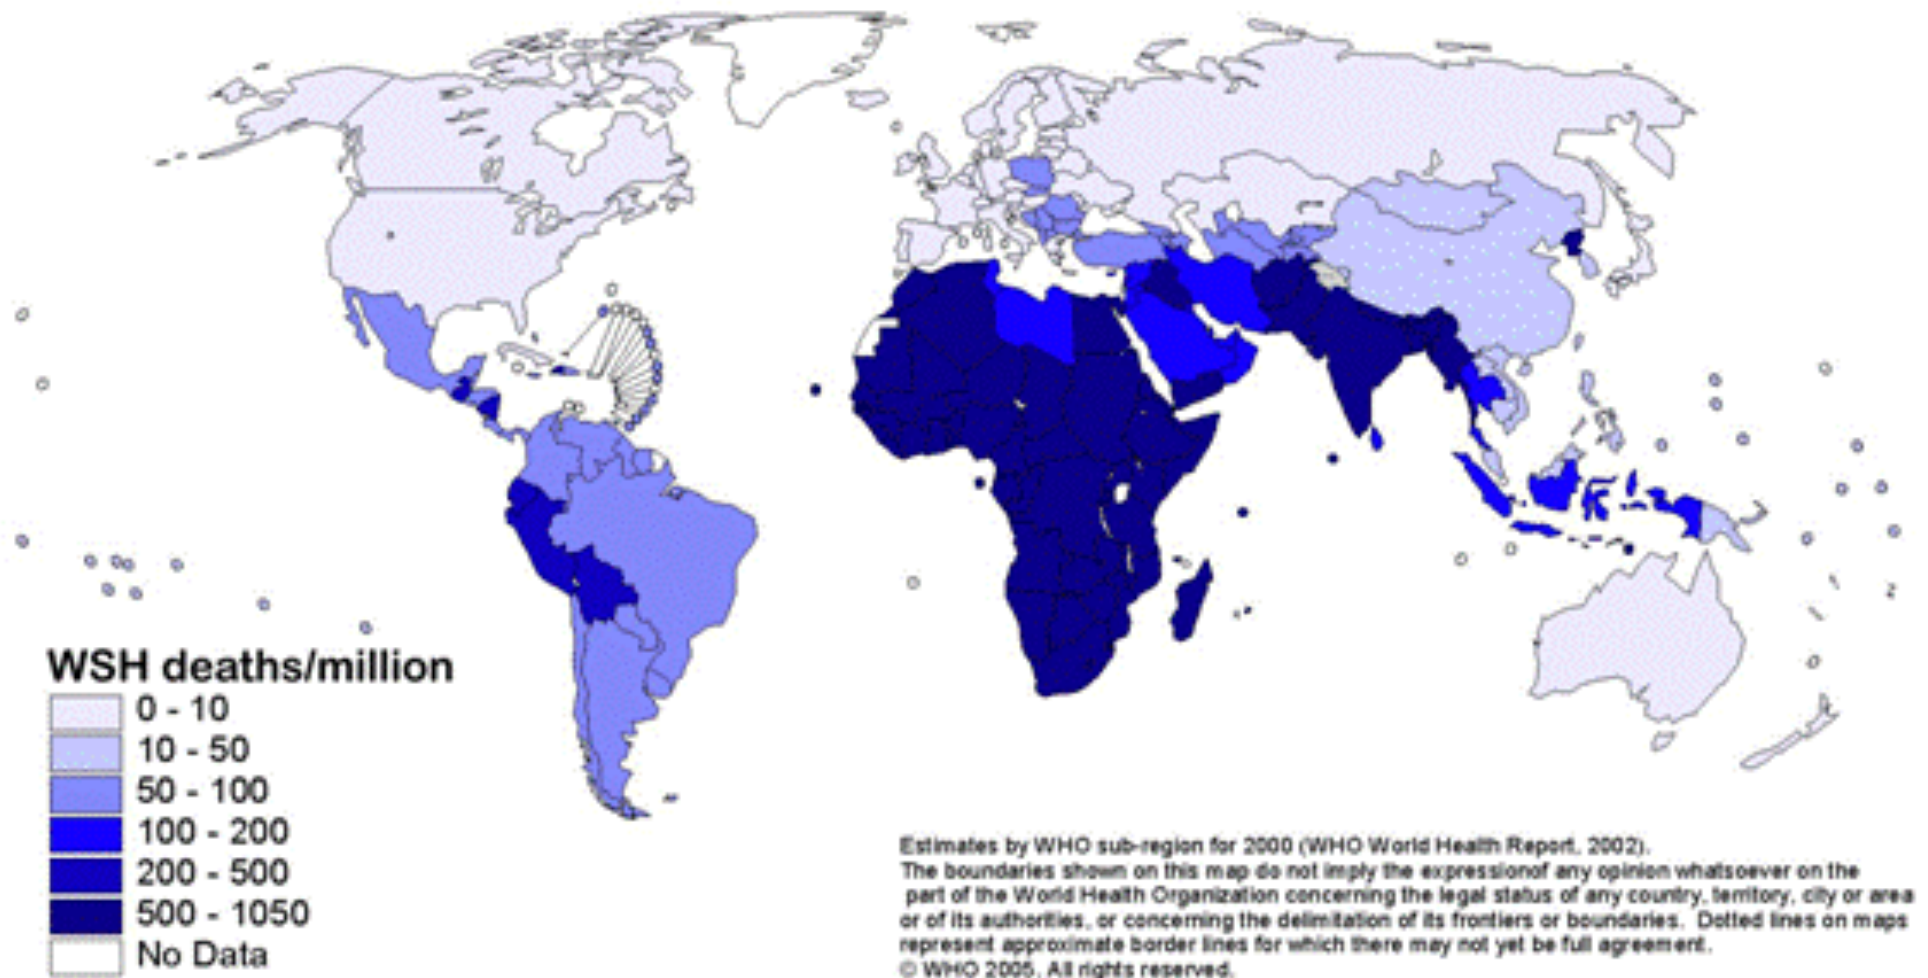 WSH deaths/million
0 - 10
10 - 50
50 - 100
100 - 200
200 - 500
500 - 1050
No Data
Estimates by WHO sub-region for 2000 (WHO World Health Report, 2002).
The boundaries shown on this map do not imply the expressionof any opinion whatsoever on the
part of the World Health Organization concerning the legal status of any country, territory, city or area
or of its authorities, or concerning the delimitation of its frontiers or boundaries. Dotted lines on maps
represent approximate border lines for which there may not yet be full agreement.
© WHO 2005. All rights reserved.